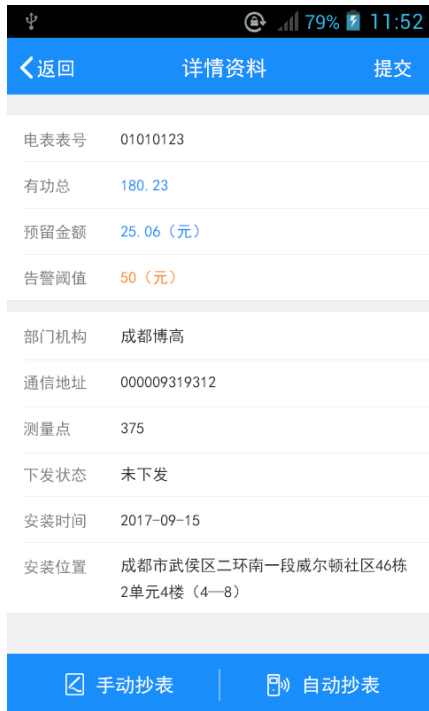 79% 11:52
返回 详情资料 提交
电表表号 01010123
有功总 180.23
预留金额 25.06（元）
告警阈值 50（元）
部门机构 成都博高
通信地址 000009319312
测量点 375
下发状态 未下发
安装时间 2017-09-15
安装位置 成都市武侯区二环南一段威尔顿社区46栋
2单元4楼（4—8）
手动抄表 自动抄表